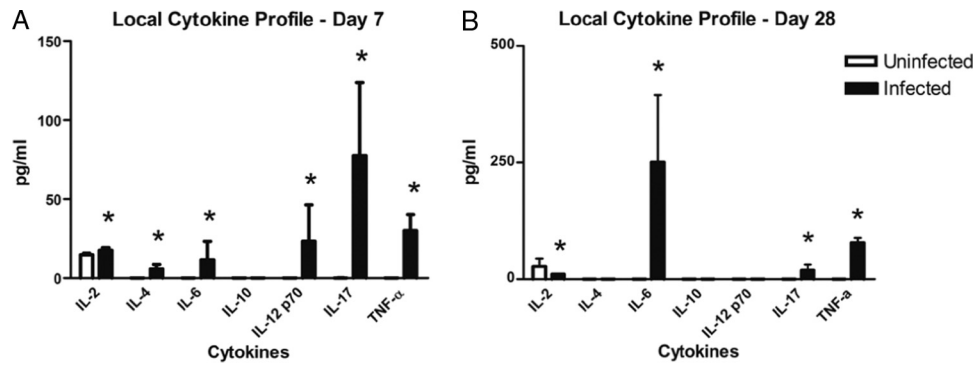 A
Local Cytokine Profile - Day 7
150
100
50
0
pg/ml
*
*
*
*
*
*
IL-2
IL-4
IL-6
IL-10
IL-12 p70
IL-17
TNF-α
Cytokines
B
Local Cytokine Profile - Day 28
500
250
0
pg/ml
*
*
*
*
IL-2
IL-4
IL-6
IL-10
IL-12 p70
IL-17
TNF-a
Cytokines
Uninfected
Infected